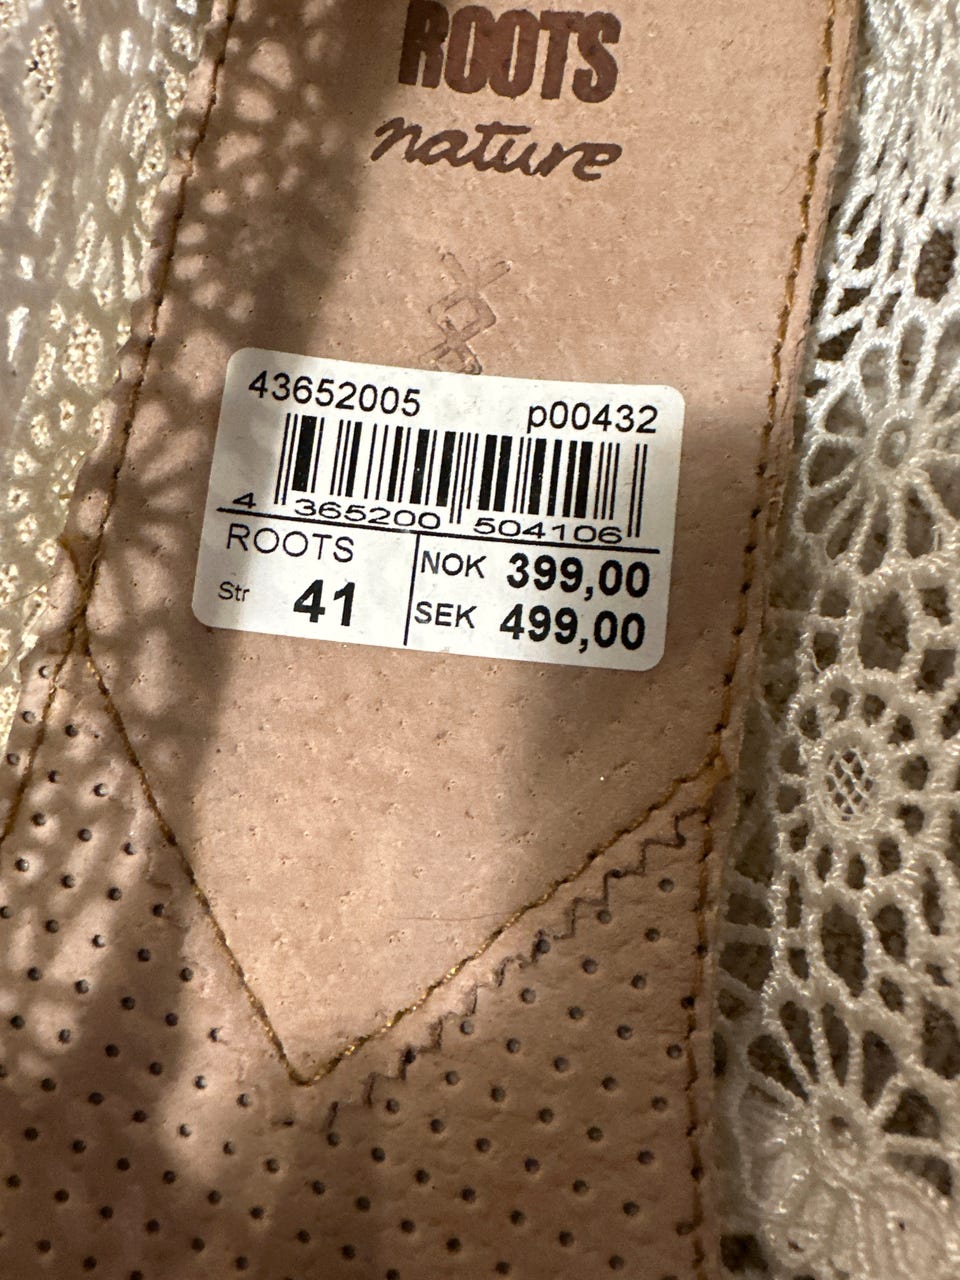 ROOTS
nature
43652005 p00432
4 365200 504106
ROOTS
Str 41
NOK 399,00
SEK 499,00